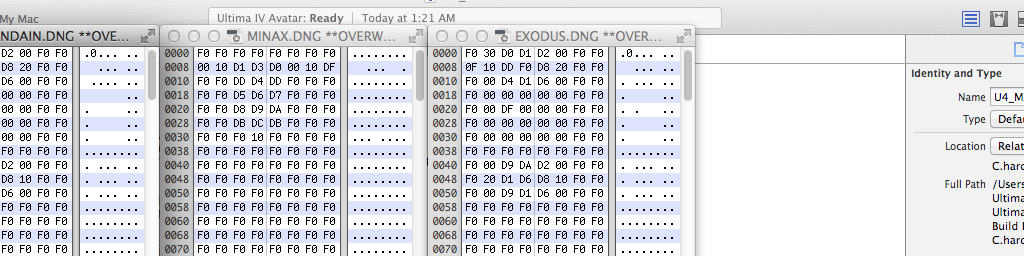 My Mac
Ultima IV Avatar: Ready | Today at 1:21 AM
NDAIN.DNG **OVE...
D2 00 F0 F0 .0.... ..
D8 20 F0 F0 ... ..
D6 00 F0 F0 . .... ..
00 00 F0 F0 . ..
00 00 F0 F0 . ..
00 00 F0 F0 . ..
00 00 F0 F0 . ..
F0 F0 F0 F0 ........
D2 00 F0 F0 . ... ..
D8 10 F0 F0 . ... ..
D6 00 F0 F0 . ... ..
F0 F0 F0 F0 ........
F0 F0 F0 F0 ........
F0 F0 F0 F0 ........
F0 F0 F0 F0 ........
MINAX.DNG **OVERW...
0000 F0 F0 F0 F0 F0 F0 F0 F0 ........
0008 00 10 D1 D3 D0 00 10 DF ... .
0010 F0 F0 DD D4 DD F0 F0 F0 ........
0018 F0 F0 D5 D6 D7 F0 F0 F0 ........
0020 F0 F0 D8 D9 DA F0 F0 F0 ........
0028 F0 F0 DB DC DB F0 F0 F0 ........
0030 F0 F0 F0 10 F0 F0 F0 F0 ........
0038 F0 F0 F0 F0 F0 F0 F0 F0 ........
0040 F0 F0 F0 F0 F0 F0 F0 F0 ........
0048 F0 F0 F0 F0 F0 F0 F0 F0 ........
0050 F0 F0 F0 F0 F0 F0 F0 F0 ........
0058 F0 F0 F0 F0 F0 F0 F0 F0 ........
0060 F0 F0 F0 F0 F0 F0 F0 F0 ........
0068 F0 F0 F0 F0 F0 F0 F0 F0 ........
0070 F0 F0 F0 F0 F0 F0 F0 F0 ........
EXODUS.DNG **OVER...
0000 F0 30 D0 D1 D2 00 F0 F0 .0... ..
0008 0F 10 DD F0 D8 20 F0 F0 ... ..
0010 F0 00 D4 D1 D6 00 F0 F0 . ... ..
0018 F0 00 00 00 00 00 F0 F0 . ..
0020 F0 00 DF 00 00 00 F0 F0 . . ..
0028 F0 00 00 00 00 00 F0 F0 . ..
0030 F0 00 00 00 00 00 F0 F0 . ..
0038 F0 F0 F0 F0 F0 F0 F0 F0 ........
0040 F0 00 D9 DA D2 00 F0 F0 . ... ..
0048 F0 20 D1 D6 D8 10 F0 F0 . ... ..
0050 F0 00 D9 D1 D6 00 F0 F0 . ... ..
0058 F0 F0 F0 F0 F0 F0 F0 F0 ........
0060 F0 F0 F0 F0 F0 F0 F0 F0 ........
0068 F0 F0 F0 F0 F0 F0 F0 F0 ........
0070 F0 F0 F0 F0 F0 F0 F0 F0 ........
Identity and Type
Name U4_M
Type Defa
Location Relat
C.hard
Full Path /Users
Ultima
Ultima
Build
C.hard